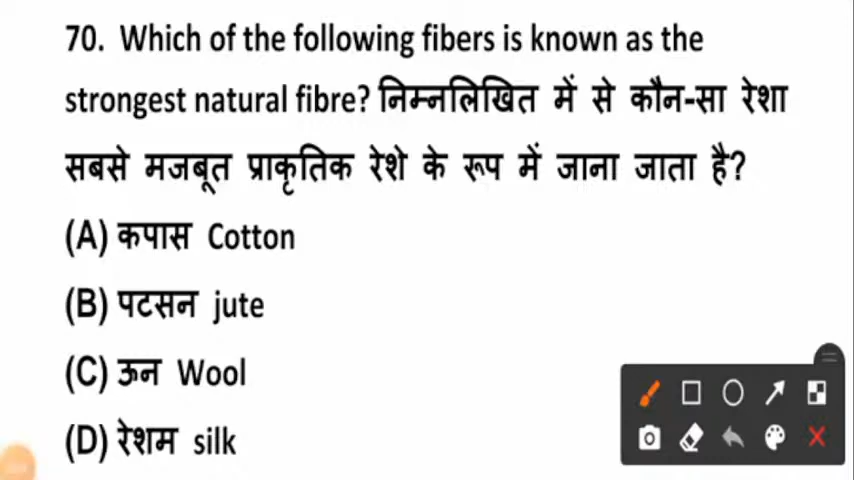 70. Which of the following fibers is known as the
strongest natural fibre? निम्नलिखित में से कौन-सा रेशा
सबसे मजबूत प्राकृतिक रेशे के रूप में जाना जाता है?
(A) कपास Cotton
(B) पटसन jute
(C) ऊन Wool
(D) रेशम silk